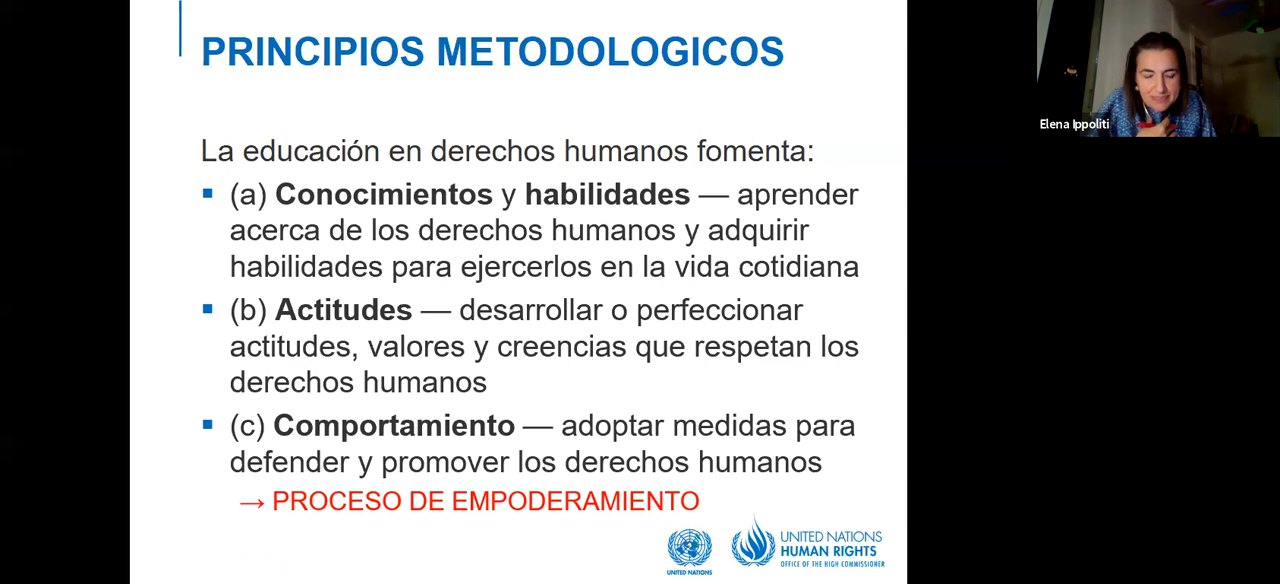 PRINCIPIOS METODOLOGICOS
Elena Ippoliti
La educación en derechos humanos fomenta:
▪ (a) Conocimientos y habilidades — aprender
acerca de los derechos humanos y adquirir
habilidades para ejercerlos en la vida cotidiana
▪ (b) Actitudes — desarrollar o perfeccionar
actitudes, valores y creencias que respetan los
derechos humanos
▪ (c) Comportamiento — adoptar medidas para
defender y promover los derechos humanos
→ PROCESO DE EMPODERAMIENTO
UNITED NATIONS
UNITED NATIONS
HUMAN RIGHTS
OFFICE OF THE HIGH COMMISSIONER